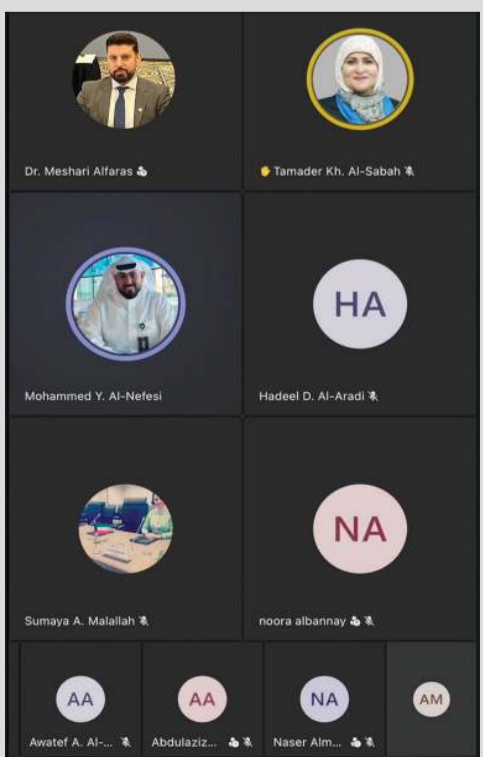 Dr. Meshari Alfaras
Tamader Kh. Al-Sabah
Mohammed Y. Al-Nefesi
HA
Hadeel D. Al-Aradi
Sumaya A. Malallah
NA
noora albannay
AA
Awatef A. Al-...
AA
Abdulaziz...
NA
Naser Alm...
AM